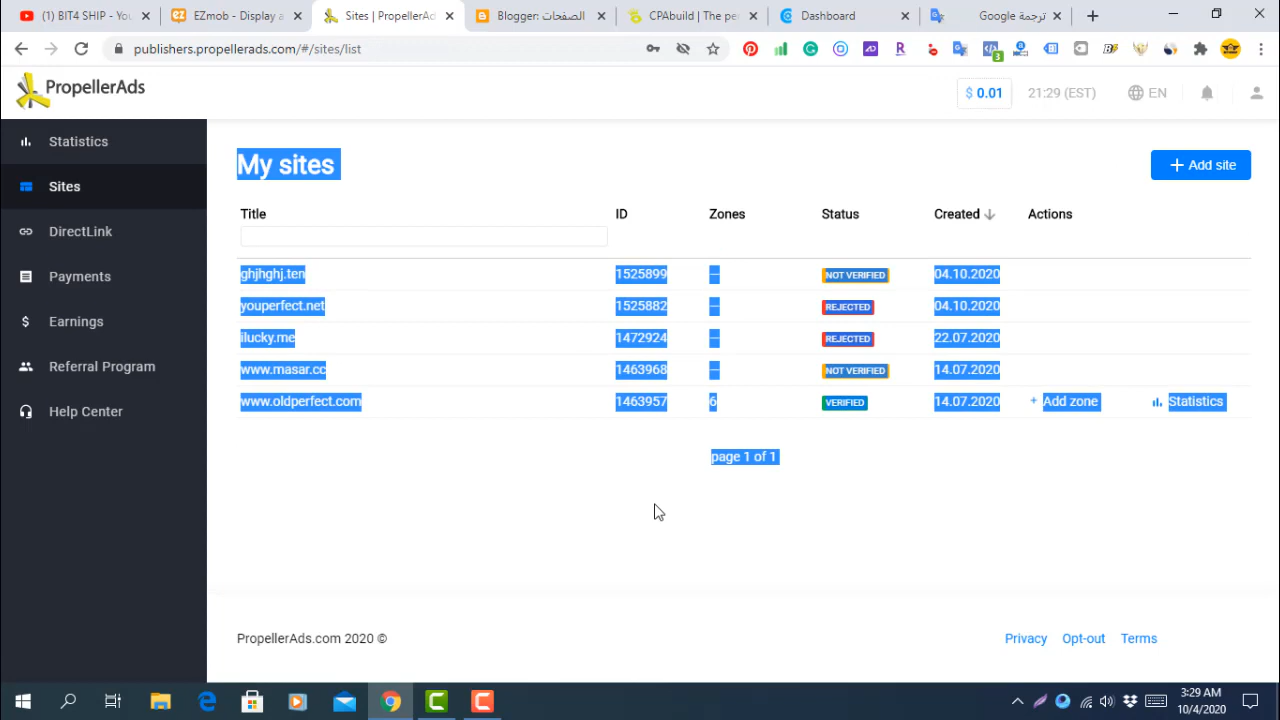 BIT4 SHIP - You
EZmob - Display a
Sites | PropellerAds
Blogger: الصفحات
CPAbuild | The pe
Dashboard
ترجمة Google
publishers.propellerads.com/#/sites/list
PropellerAds
$ 0.01
21:29 (EST)
EN
Statistics
Sites
DirectLink
Payments
Earnings
Referral Program
Help Center
My sites
+ Add site
Title ID Zones Status Created Actions
ghjhghj.ten 1525899 — NOT VERIFIED 04.10.2020
youperfect.net 1525882 — REJECTED 04.10.2020
ilucky.me 1472924 — REJECTED 22.07.2020
www.masar.cc 1463968 — NOT VERIFIED 14.07.2020
www.oldperfect.com 1463957 6 VERIFIED 14.07.2020 + Add zone Statistics
page 1 of 1
PropellerAds.com 2020 ©
Privacy Opt-out Terms
3:29 AM
10/4/2020